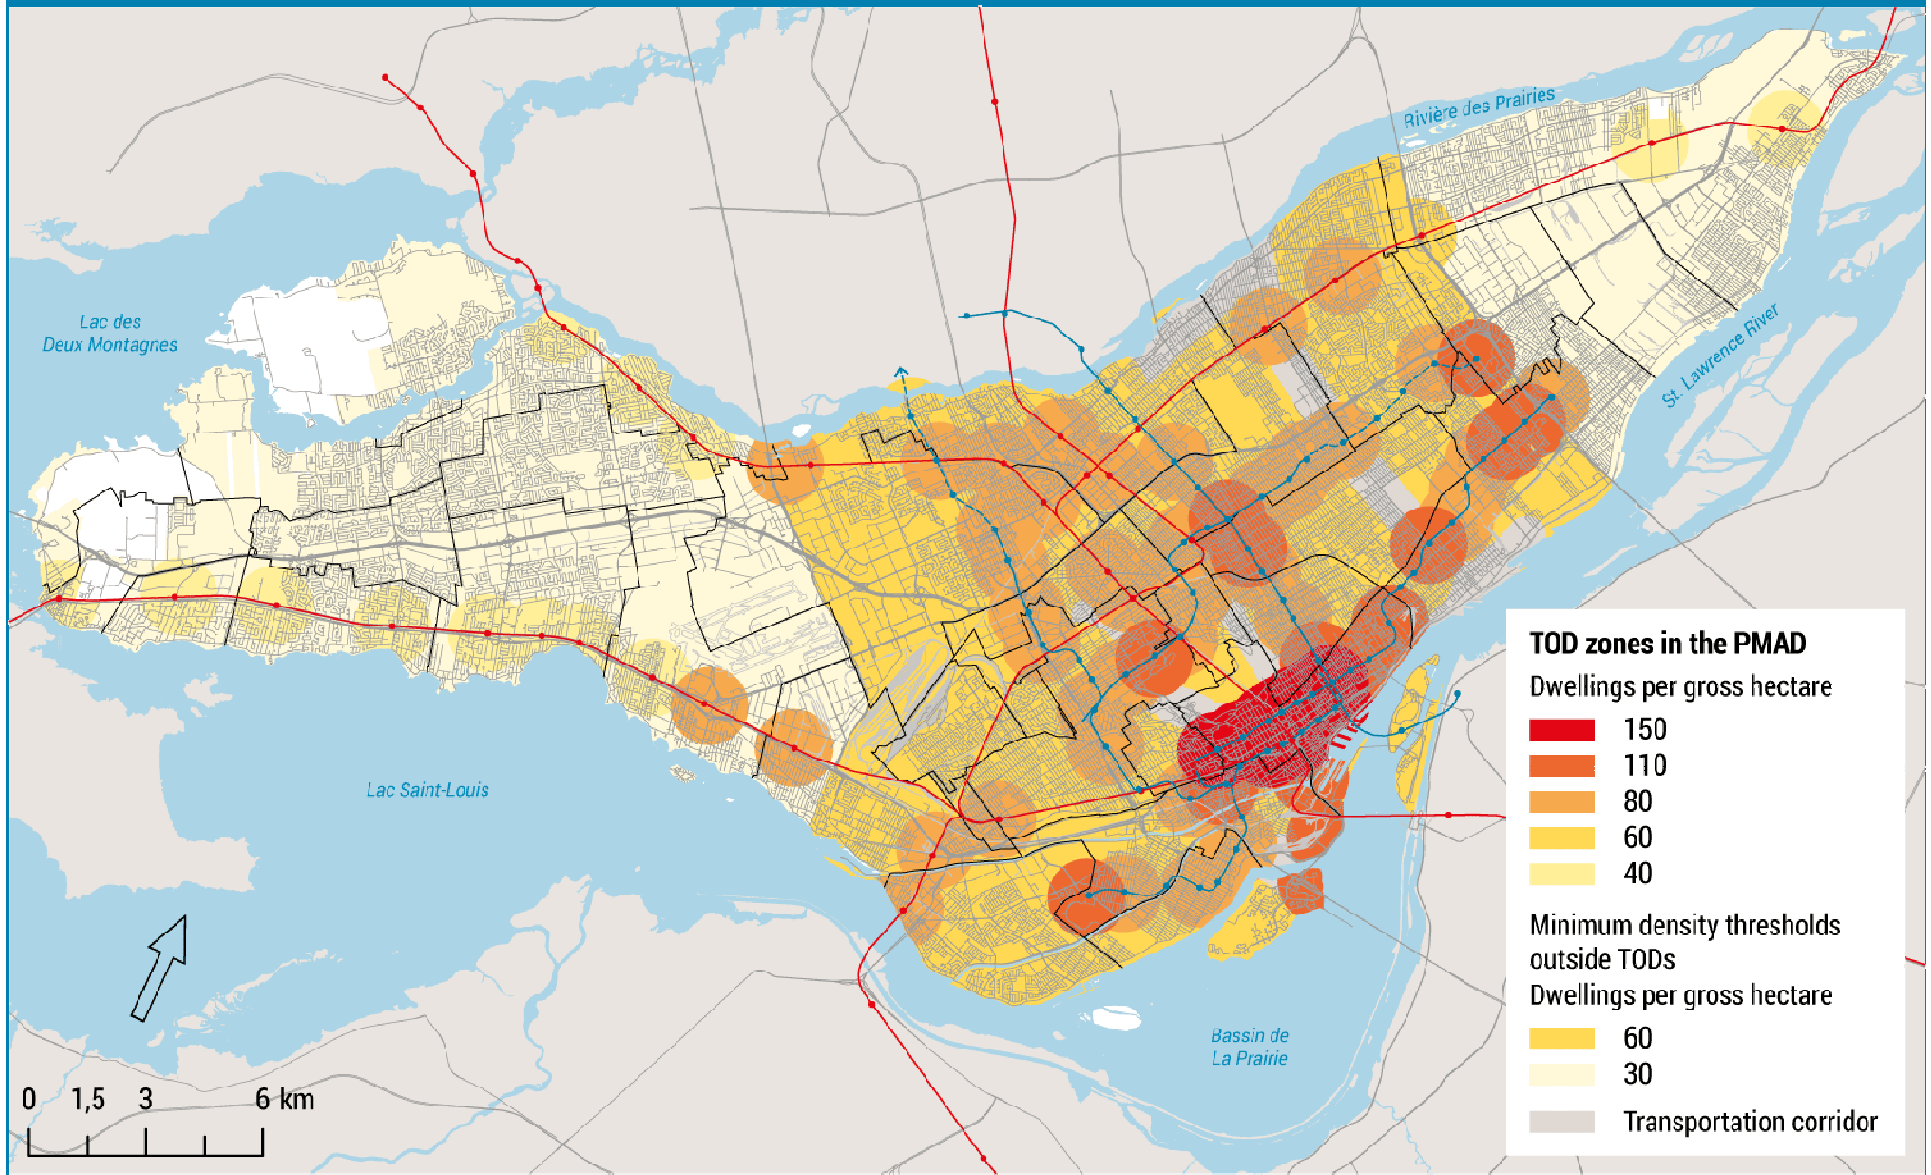 Rivière des Prairies
Lac des
Deux Montagnes
St. Lawrence River
Lac Saint-Louis
Bassin de
La Prairie
0 1,5 3 6 km
TOD zones in the PMAD
Dwellings per gross hectare
150
110
80
60
40
Minimum density thresholds
outside TODs
Dwellings per gross hectare
60
30
Transportation corridor